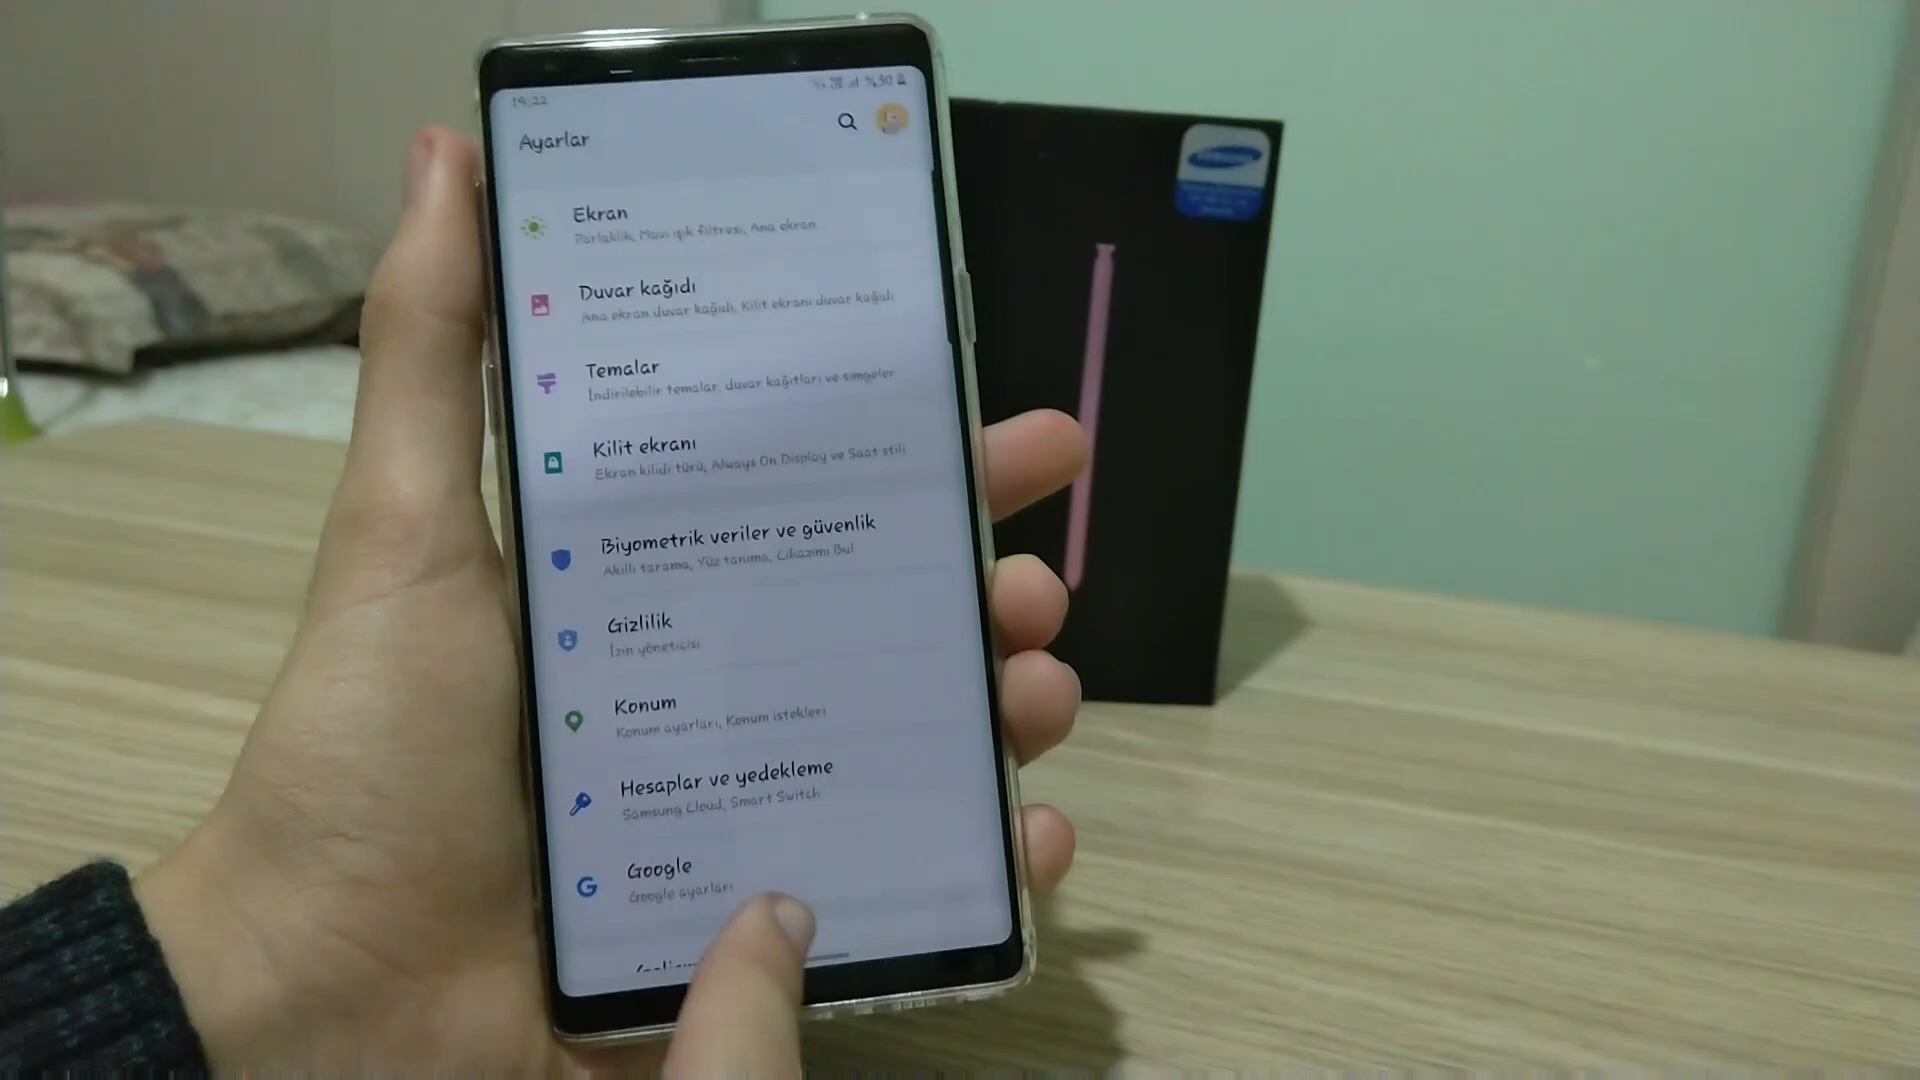 19:22
%50
Ayarlar
Ekran
Parlaklık, Mavi ışık filtresi, Ana ekran
Duvar kağıdı
Ana ekran duvar kağıdı, Kilit ekranı duvar kağıdı
Temalar
İndirilebilir temalar, duvar kağıtları ve simgeler
Kilit ekranı
Ekran kilidi türü, Always On Display ve Saat stili
Biyometrik veriler ve güvenlik
Akıllı tarama, Yüz tanıma, Cihazımı Bul
Gizlilik
İzin yöneticisi
Konum
Konum ayarları, Konum istekleri
Hesaplar ve yedekleme
Samsung Cloud, Smart Switch
Google
Google ayarları
SAMSUNG